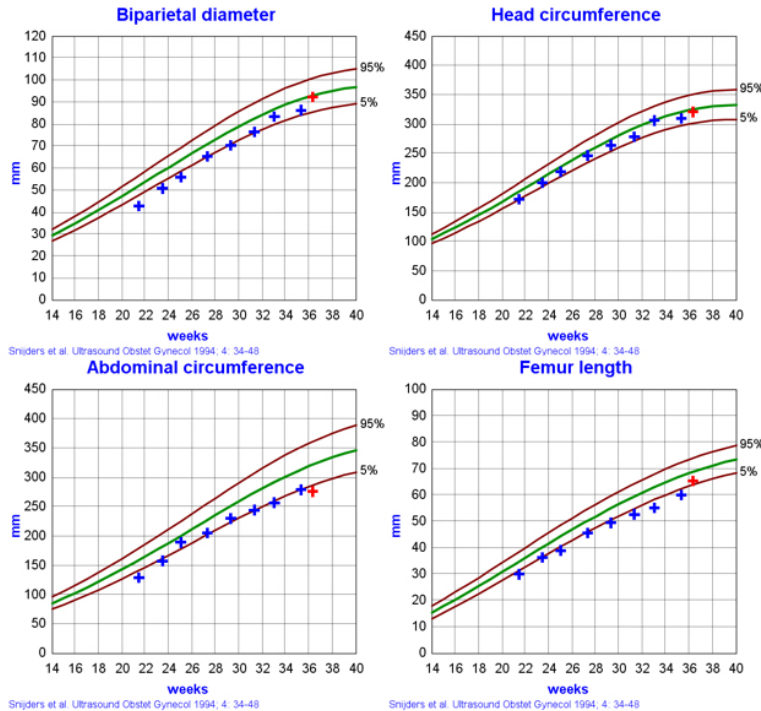 Biparietal diameter
120
110
100
90
80
70
60
50
40
30
20
10
0
mm
95%
5%
14 16 18 20 22 24 26 28 30 32 34 36 38 40
weeks
Snijders et al. Ultrasound Obstet Gynecol 1994; 4: 34-48
Head circumference
450
400
350
300
250
200
150
100
50
0
mm
95%
5%
14 16 18 20 22 24 26 28 30 32 34 36 38 40
weeks
Snijders et al. Ultrasound Obstet Gynecol 1994; 4: 34-48
Abdominal circumference
450
400
350
300
250
200
150
100
50
0
mm
95%
5%
14 16 18 20 22 24 26 28 30 32 34 36 38 40
weeks
Snijders et al. Ultrasound Obstet Gynecol 1994; 4: 34-48
Femur length
100
90
80
70
60
50
40
30
20
10
0
mm
95%
5%
14 16 18 20 22 24 26 28 30 32 34 36 38 40
weeks
Snijders et al. Ultrasound Obstet Gynecol 1994; 4: 34-48